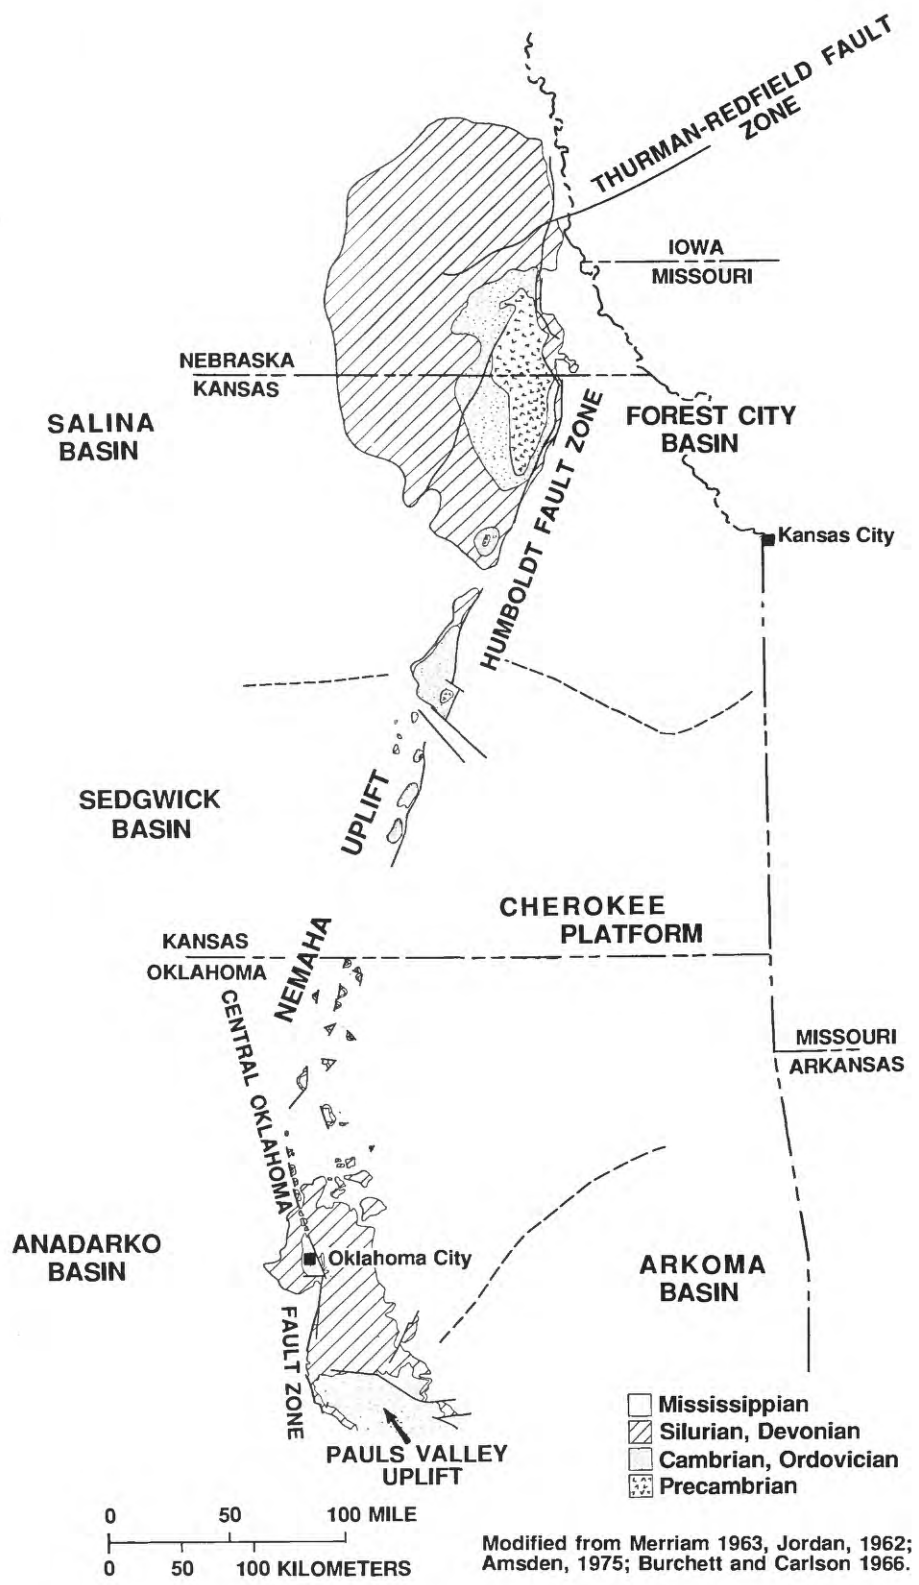 THURMAN-REDFIELD FAULT
ZONE
IOWA
MISSOURI
NEBRASKA
KANSAS
SALINA
BASIN
FOREST CITY
BASIN
HUMBOLDT FAULT ZONE
Kansas City
SEDGWICK
BASIN
UPLIFT
NEMAHA
CHEROKEE
PLATFORM
KANSAS
OKLAHOMA
CENTRAL OKLAHOMA
MISSOURI
ARKANSAS
ANADARKO
BASIN
Oklahoma City
ARKOMA
BASIN
FAULT ZONE
PAULS VALLEY
UPLIFT
Mississippian
Silurian, Devonian
Cambrian, Ordovician
Precambrian
0 50 100 MILE
0 50 100 KILOMETERS
Modified from Merriam 1963, Jordan, 1962;
Amsden, 1975; Burchett and Carlson 1966.